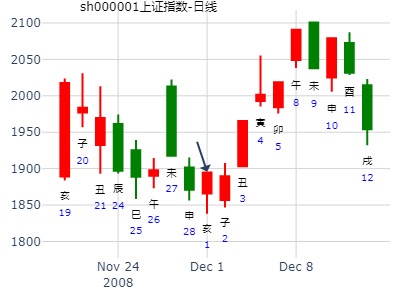 sh000001上证指数-日线
2100
2050
2000
1950
1900
1850
1800
亥
19
子
20
丑
21
辰
24
巳
25
午
26
未
27
申
28
亥
1
子
2
丑
3
寅
4
卯
5
午
8
未
9
申
10
酉
11
戌
12
Nov 24
2008
Dec 1
Dec 8